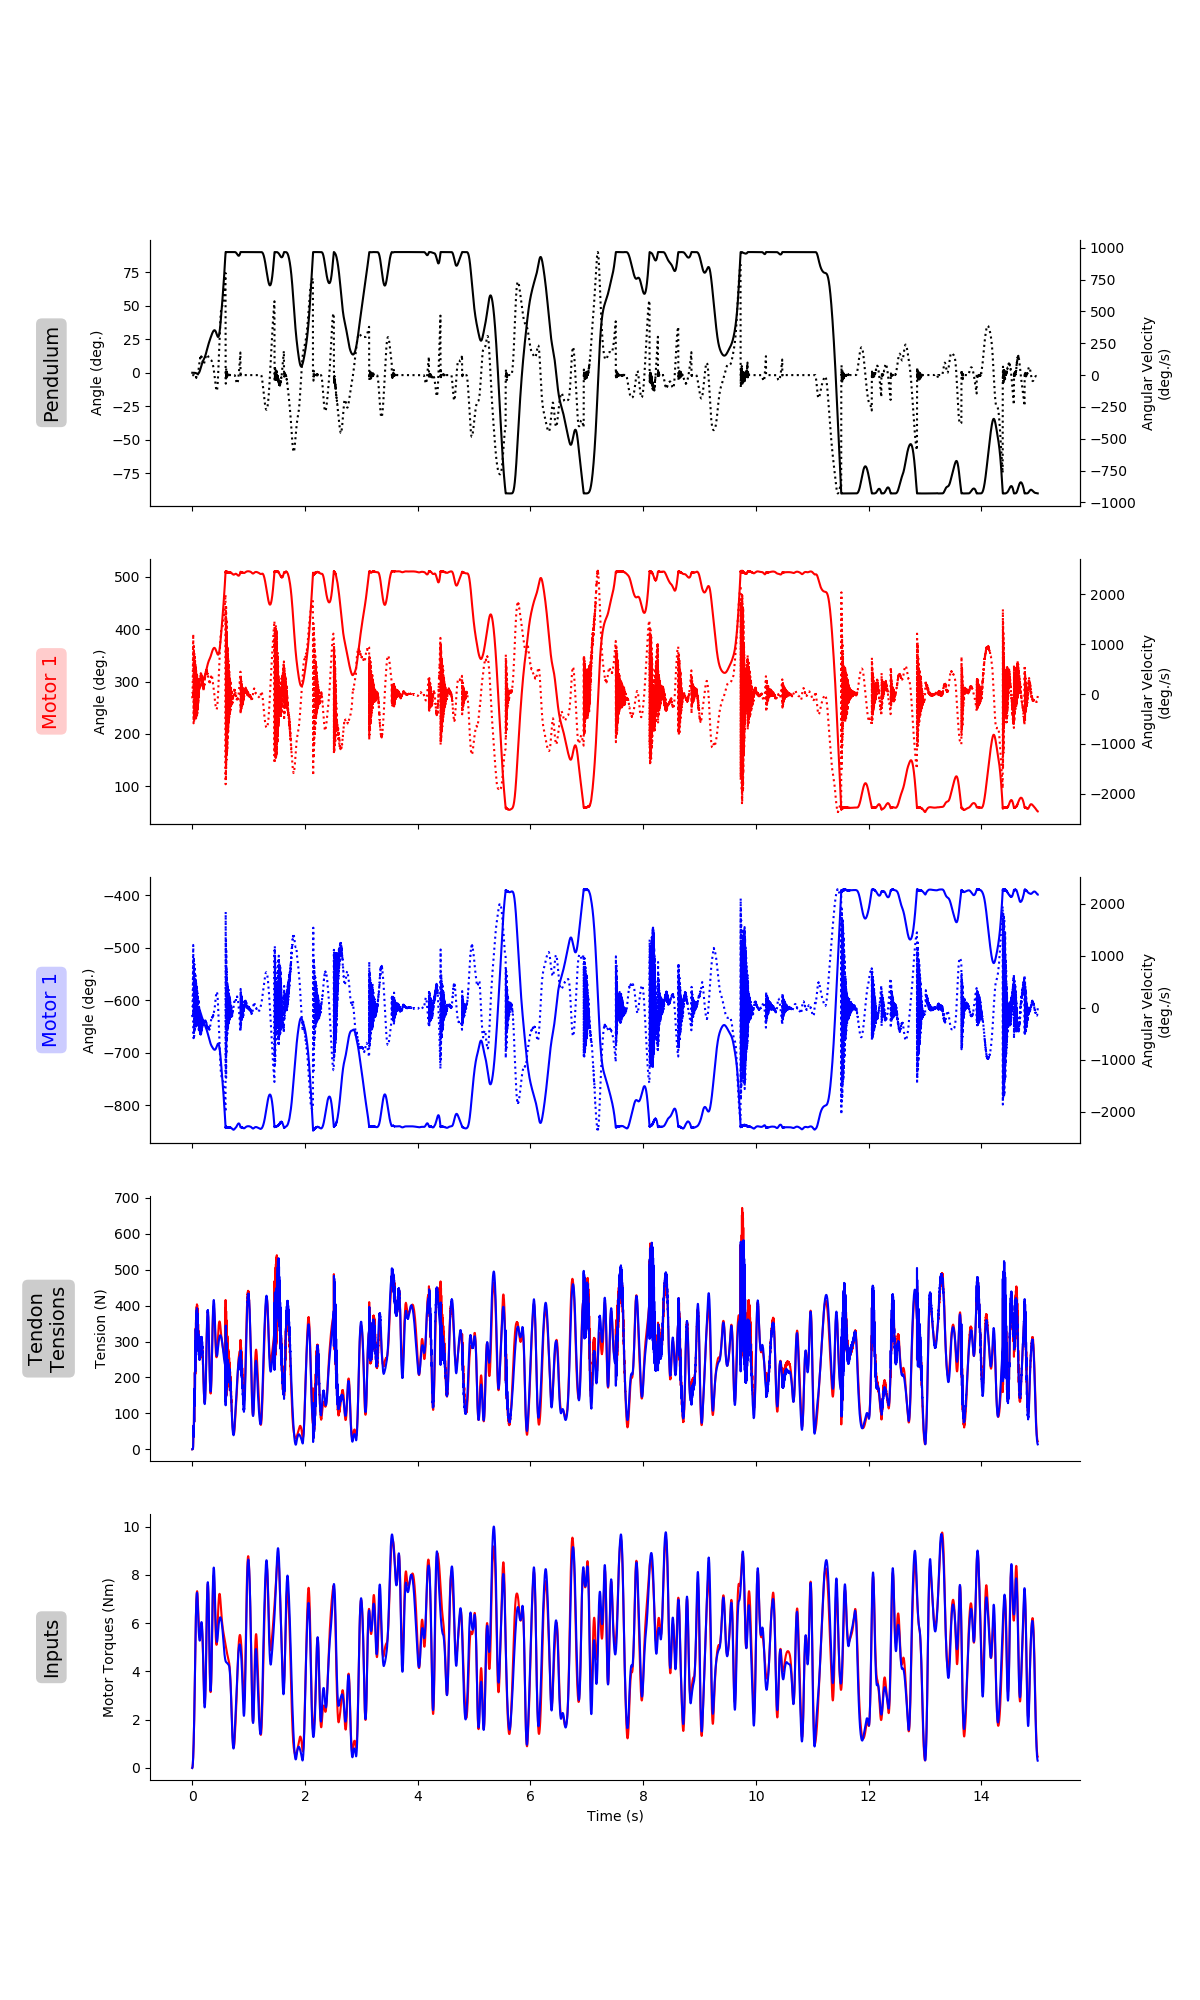 Pendulum
Angle (deg.)
75
50
25
0
−25
−50
−75
1000
750
500
250
0
−250
−500
−750
−1000
Angular Velocity
(deg./s)
Motor 1
Angle (deg.)
500
400
300
200
100
2000
1000
0
−1000
−2000
Angular Velocity
(deg./s)
Motor 1
Angle (deg.)
−400
−500
−600
−700
−800
2000
1000
0
−1000
−2000
Angular Velocity
(deg./s)
Tendon
Tensions
Tension (N)
700
600
500
400
300
200
100
0
Inputs
Motor Torques (Nm)
10
8
6
4
2
0
0 2 4 6 8 10 12 14
Time (s)